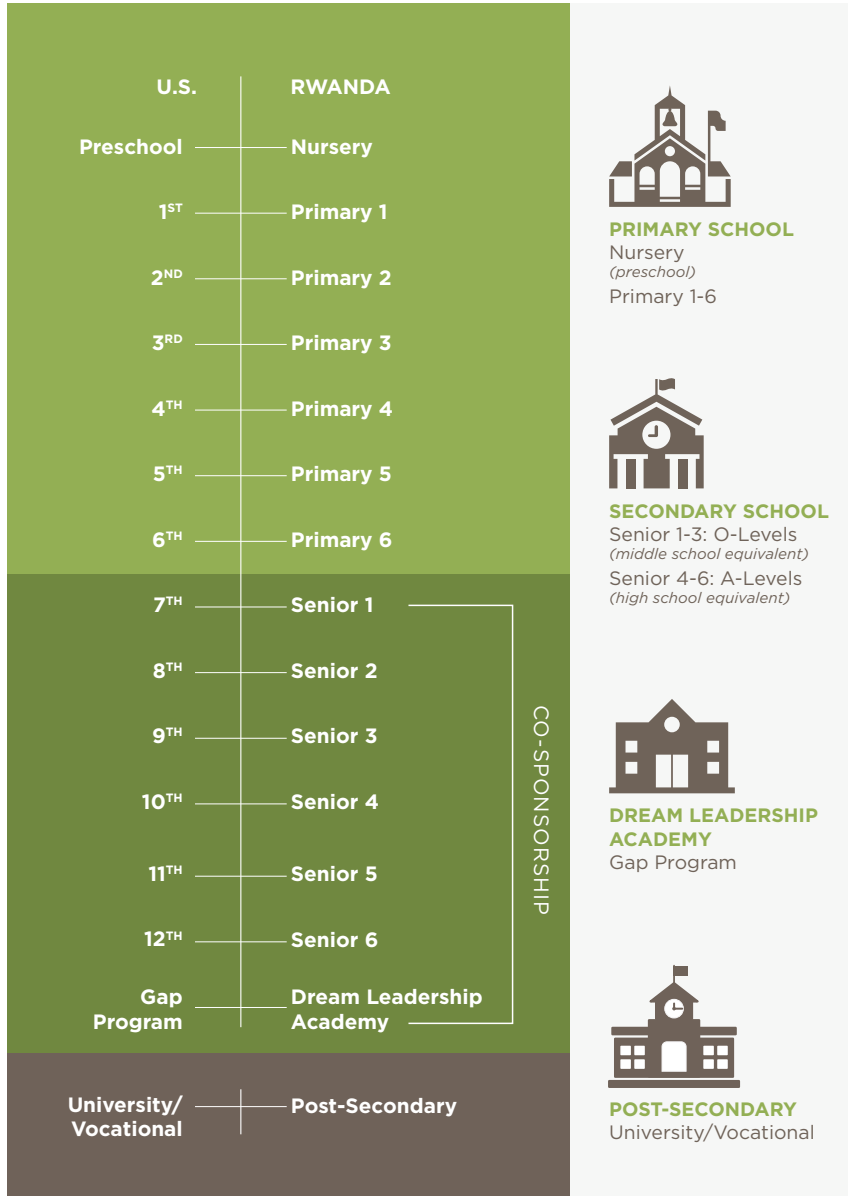 U.S. RWANDA
Preschool Nursery
1ST Primary 1
2ND Primary 2
3RD Primary 3
4TH Primary 4
5TH Primary 5
6TH Primary 6
7TH Senior 1
8TH Senior 2
9TH Senior 3
10TH Senior 4
11TH Senior 5
12TH Senior 6
Gap Dream Leadership
Program Academy
CO-SPONSORSHIP
University/ Post-Secondary
Vocational
PRIMARY SCHOOL
Nursery
(preschool)
Primary 1-6
SECONDARY SCHOOL
Senior 1-3: O-Levels
(middle school equivalent)
Senior 4-6: A-Levels
(high school equivalent)
DREAM LEADERSHIP
ACADEMY
Gap Program
POST-SECONDARY
University/Vocational